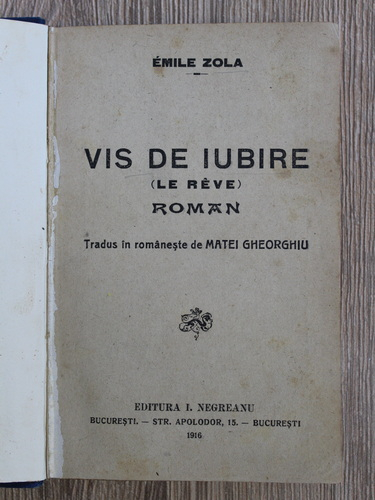 ÉMILE ZOLA
VIS DE IUBIRE
(LE RÊVE)
ROMAN
Tradus în românește de MATEI GHEORGHIU
EDITURA I. NEGREANU
BUCUREȘTI. — STR. APOLODOR, 15. — BUCUREȘTI
1916